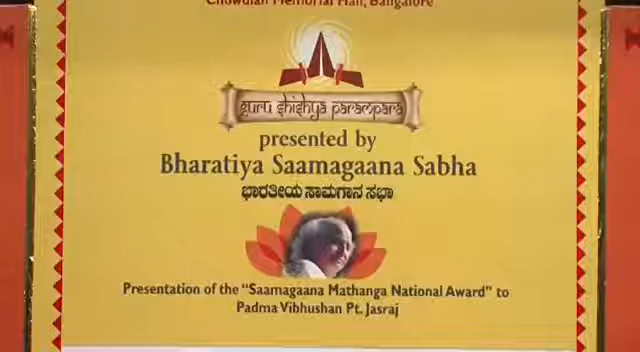 Chowdiah Memorial Hall, Bangalore
guru shishya parampara
presented by
Bharatiya Saamagaana Sabha
ಭಾರತೀಯ ಸಾಮಗಾನ ಸಭಾ
Presentation of the “Saamagaana Mathanga National Award” to
Padma Vibhushan Pt. Jasraj